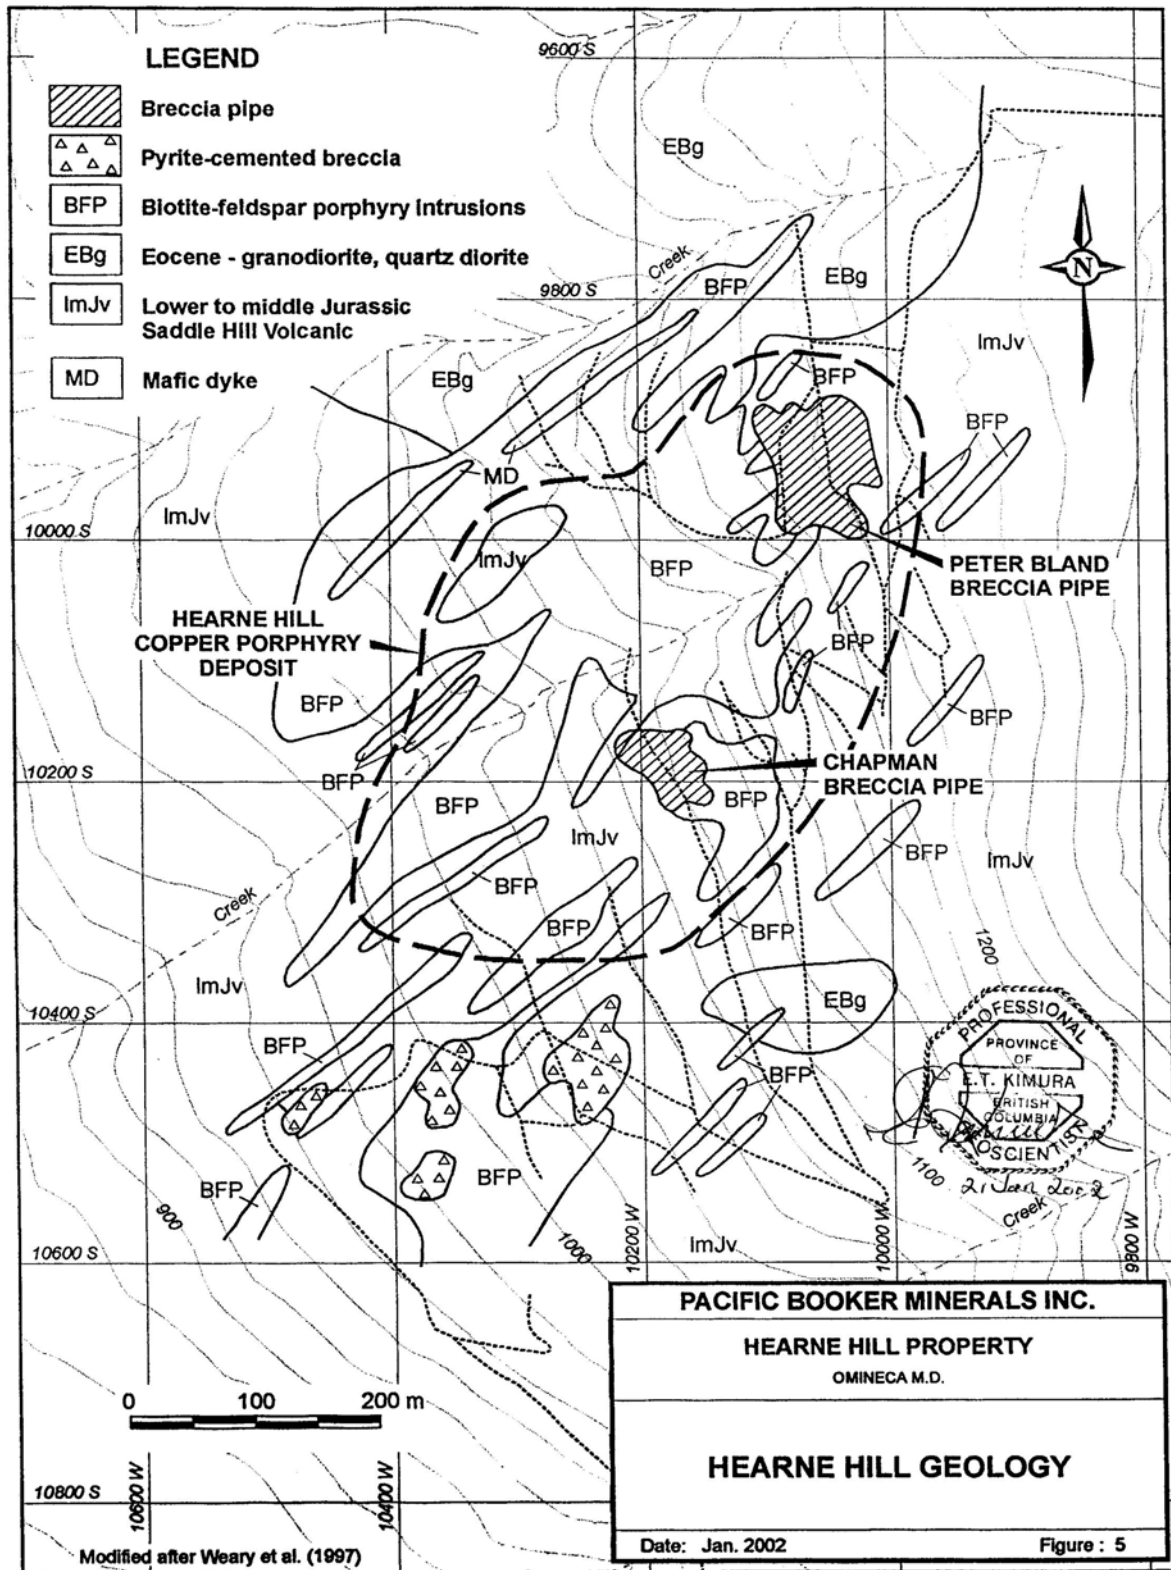 LEGEND
Breccia pipe
Pyrite-cemented breccia
BFP
Biotite-feldspar porphyry intrusions
EBg
Eocene - granodiorite, quartz diorite
lmJv
Lower to middle Jurassic
Saddle Hill Volcanic
MD
Mafic dyke
9600 S
EBg
Creek
BFP
EBg
9800 S
N
lmJv
EBg
BFP
BFP
MD
lmJv
10000 S
lmJv
BFP
PETER BLAND
BRECCIA PIPE
HEARNE HILL
COPPER PORPHYRY
DEPOSIT
BFP
BFP
BFP
BFP
10200 S
CHAPMAN
BRECCIA PIPE
BFP
BFP
lmJv
BFP
lmJv
BFP
Creek
BFP
BFP
1200
lmJv
EBg
10400 S
BFP
BFP
PROFESSIONAL
PROVINCE
OF
E.T. KIMURA
BRITISH
COLUMBIA
GEOSCIENTIST
21 Jan 2002
BFP
BFP
1100
Creek
900
1000
10200 W
lmJv
10000 W
9800 W
10600 S
PACIFIC BOOKER MINERALS INC.
HEARNE HILL PROPERTY
OMINECA M.D.
HEARNE HILL GEOLOGY
Date: Jan. 2002
Figure : 5
0 100 200 m
10800 S
10600 W
10400 W
Modified after Weary et al. (1997)